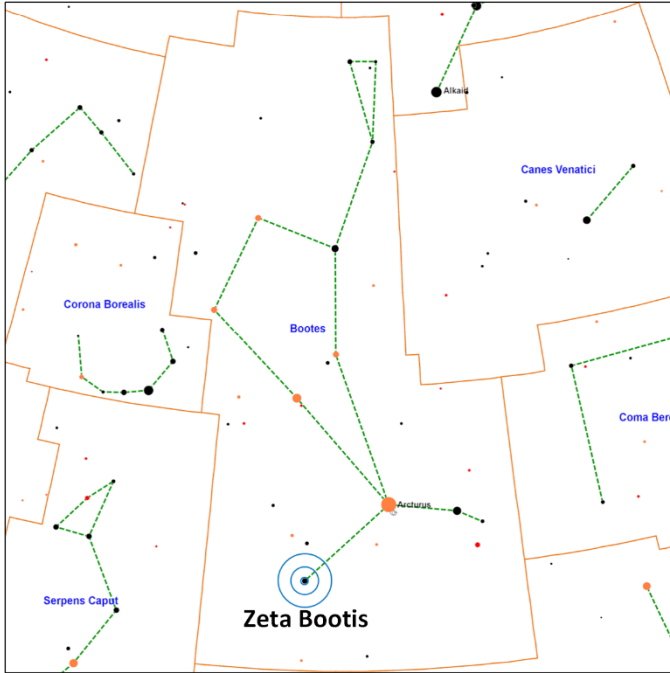 Alkaid
Canes Venatici
Corona Borealis
Bootes
Coma Bere
Arcturus
Serpens Caput
Zeta Bootis